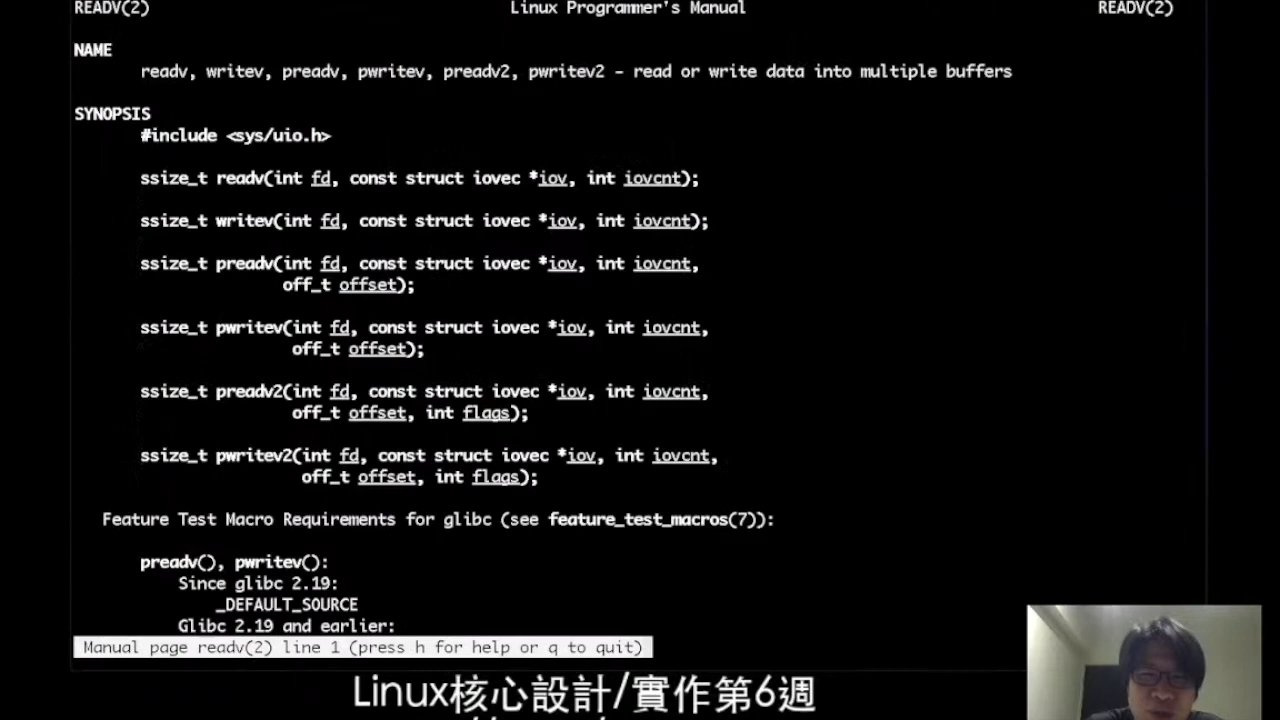 READV(2) Linux Programmer's Manual READV(2)
NAME
readv, writev, preadv, pwritev, preadv2, pwritev2 - read or write data into multiple buffers
SYNOPSIS
#include <sys/uio.h>
ssize_t readv(int fd, const struct iovec *iov, int iovcnt);
ssize_t writev(int fd, const struct iovec *iov, int iovcnt);
ssize_t preadv(int fd, const struct iovec *iov, int iovcnt,
off_t offset);
ssize_t pwritev(int fd, const struct iovec *iov, int iovcnt,
off_t offset);
ssize_t preadv2(int fd, const struct iovec *iov, int iovcnt,
off_t offset, int flags);
ssize_t pwritev2(int fd, const struct iovec *iov, int iovcnt,
off_t offset, int flags);
Feature Test Macro Requirements for glibc (see feature_test_macros(7)):
preadv(), pwritev():
Since glibc 2.19:
_DEFAULT_SOURCE
Glibc 2.19 and earlier:
Manual page readv(2) line 1 (press h for help or q to quit)
Linux核心設計/實作第6週